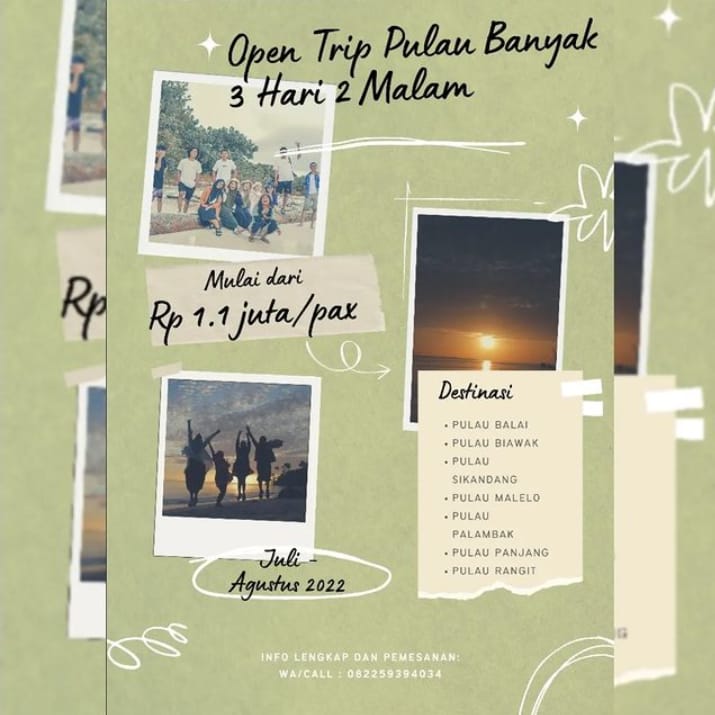 Open Trip Pulau Banyak
3 Hari 2 Malam
Mulai dari
Rp 1.1 juta/pax
Rp
Destinasi
• PULAU BALAI
• PULAU BIAWAK
• PULAU
SIKANDANG
• PULAU MALELO
• PULAU
PALAMBAK
• PULAU PANJANG
• PULAU RANGIT
Juli -
Agustus 2022
INFO LENGKAP DAN PEMESANAN:
WA/CALL : 082259394034